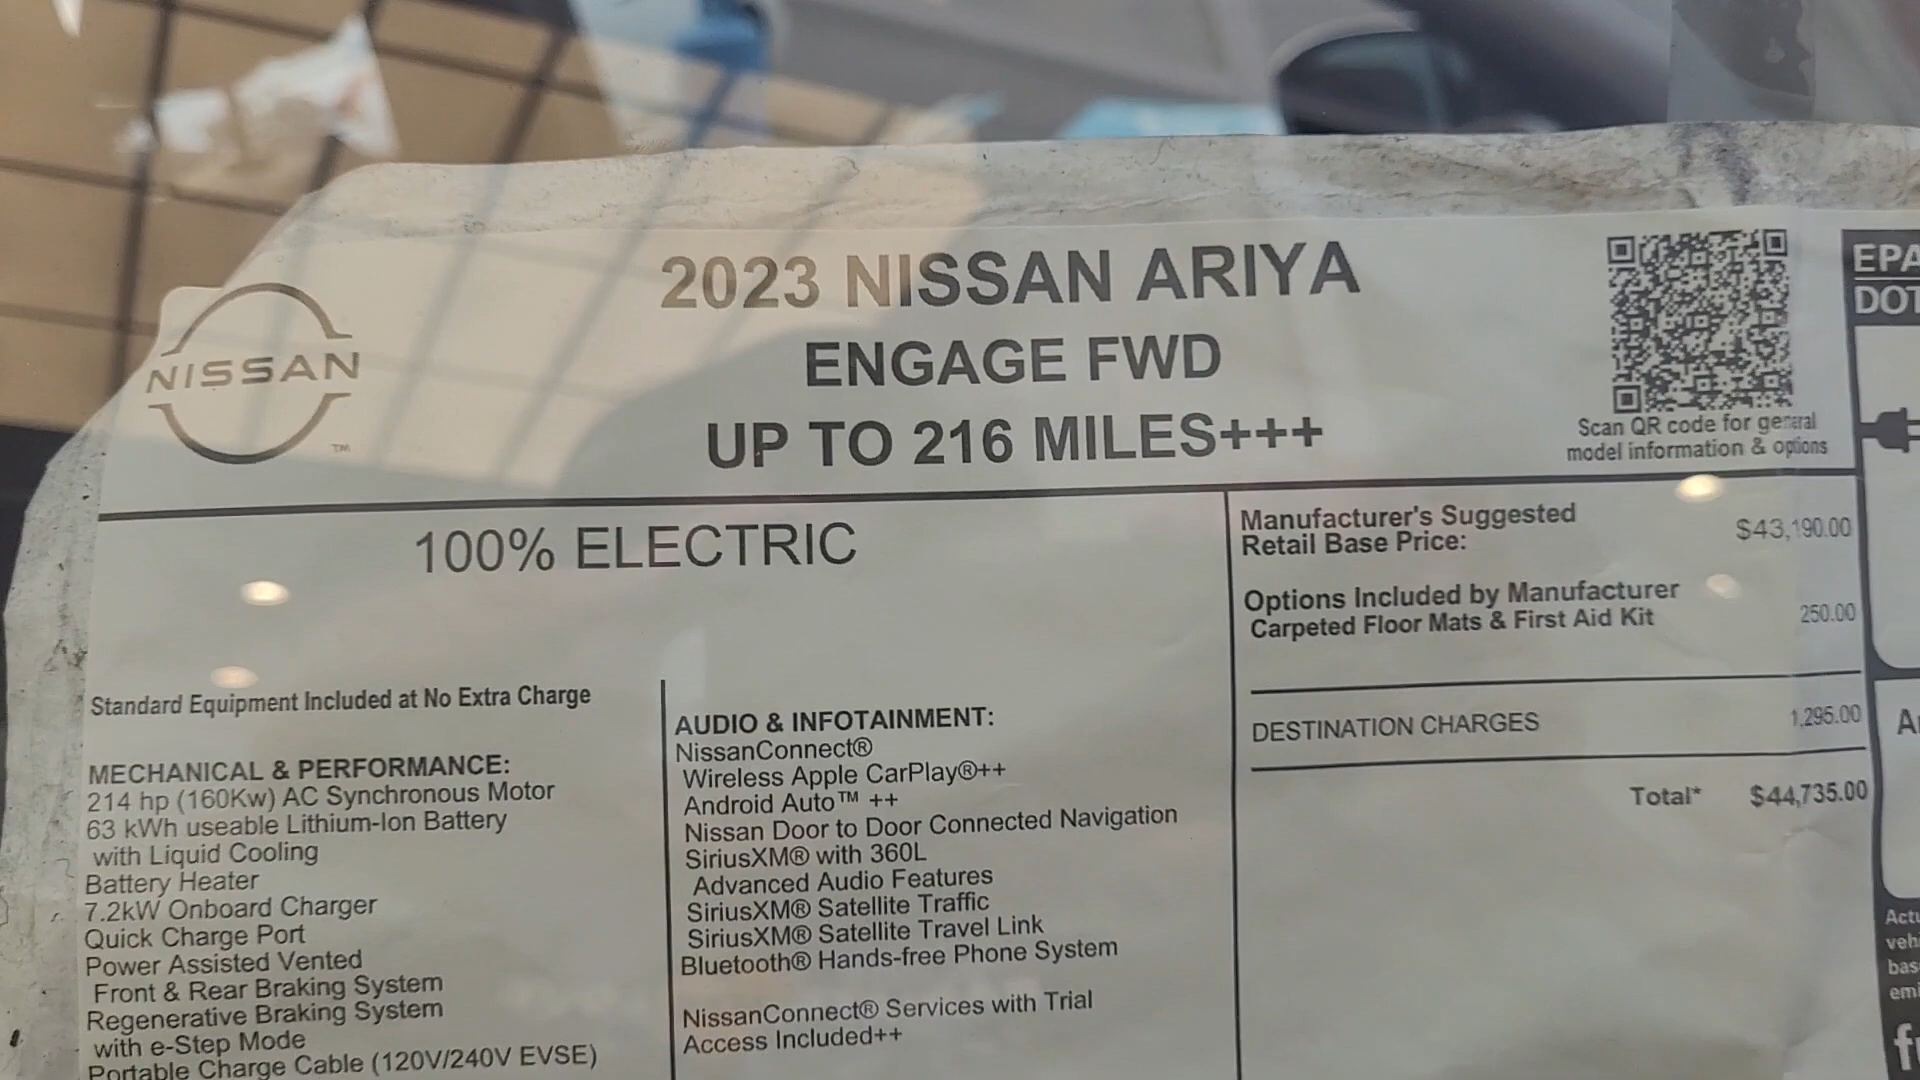 2023 NISSAN ARIYA
ENGAGE FWD
UP TO 216 MILES+++
NISSAN
TM
Scan QR code for general
model information & options
EPA
DOT
100% ELECTRIC
Standard Equipment Included at No Extra Charge
MECHANICAL & PERFORMANCE:
214 hp (160Kw) AC Synchronous Motor
63 kWh useable Lithium-Ion Battery
with Liquid Cooling
Battery Heater
7.2kW Onboard Charger
Quick Charge Port
Power Assisted Vented
Front & Rear Braking System
Regenerative Braking System
with e-Step Mode
Portable Charge Cable (120V/240V EVSE)
AUDIO & INFOTAINMENT:
NissanConnect®
Wireless Apple CarPlay®++
Android Auto™ ++
Nissan Door to Door Connected Navigation
SiriusXM® with 360L
Advanced Audio Features
SiriusXM® Satellite Traffic
SiriusXM® Satellite Travel Link
Bluetooth® Hands-free Phone System
NissanConnect® Services with Trial
Access Included++
Manufacturer's Suggested
Retail Base Price: $43,190.00
Options Included by Manufacturer
Carpeted Floor Mats & First Aid Kit 250.00
DESTINATION CHARGES 1,295.00
Total* $44,735.00